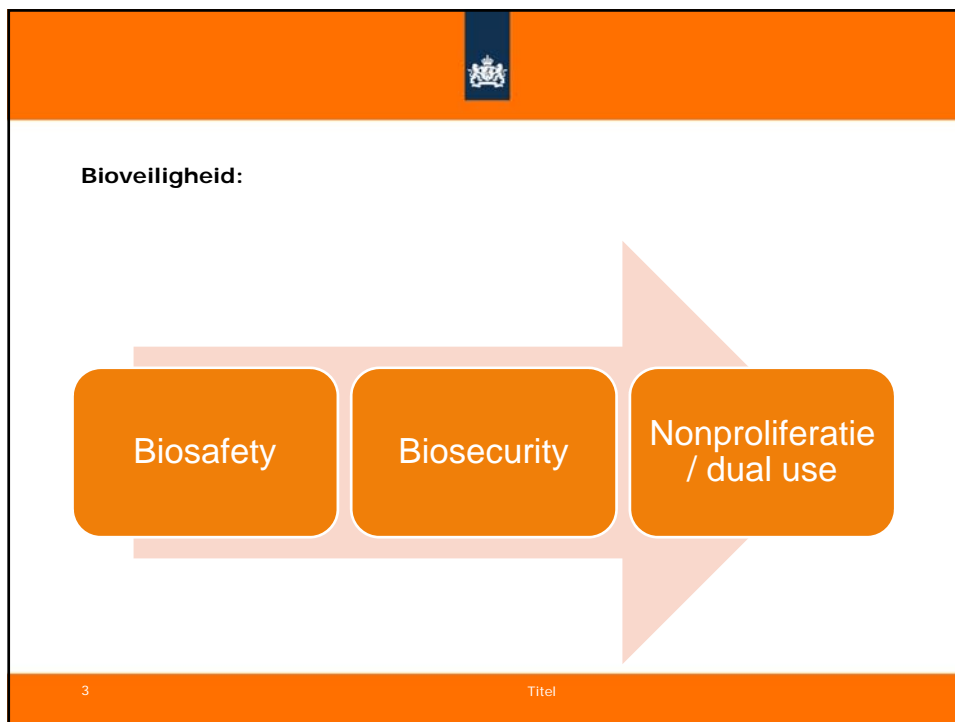 Bioveiligheid:
Biosafety
Biosecurity
Nonproliferatie
/ dual use
3
Titel